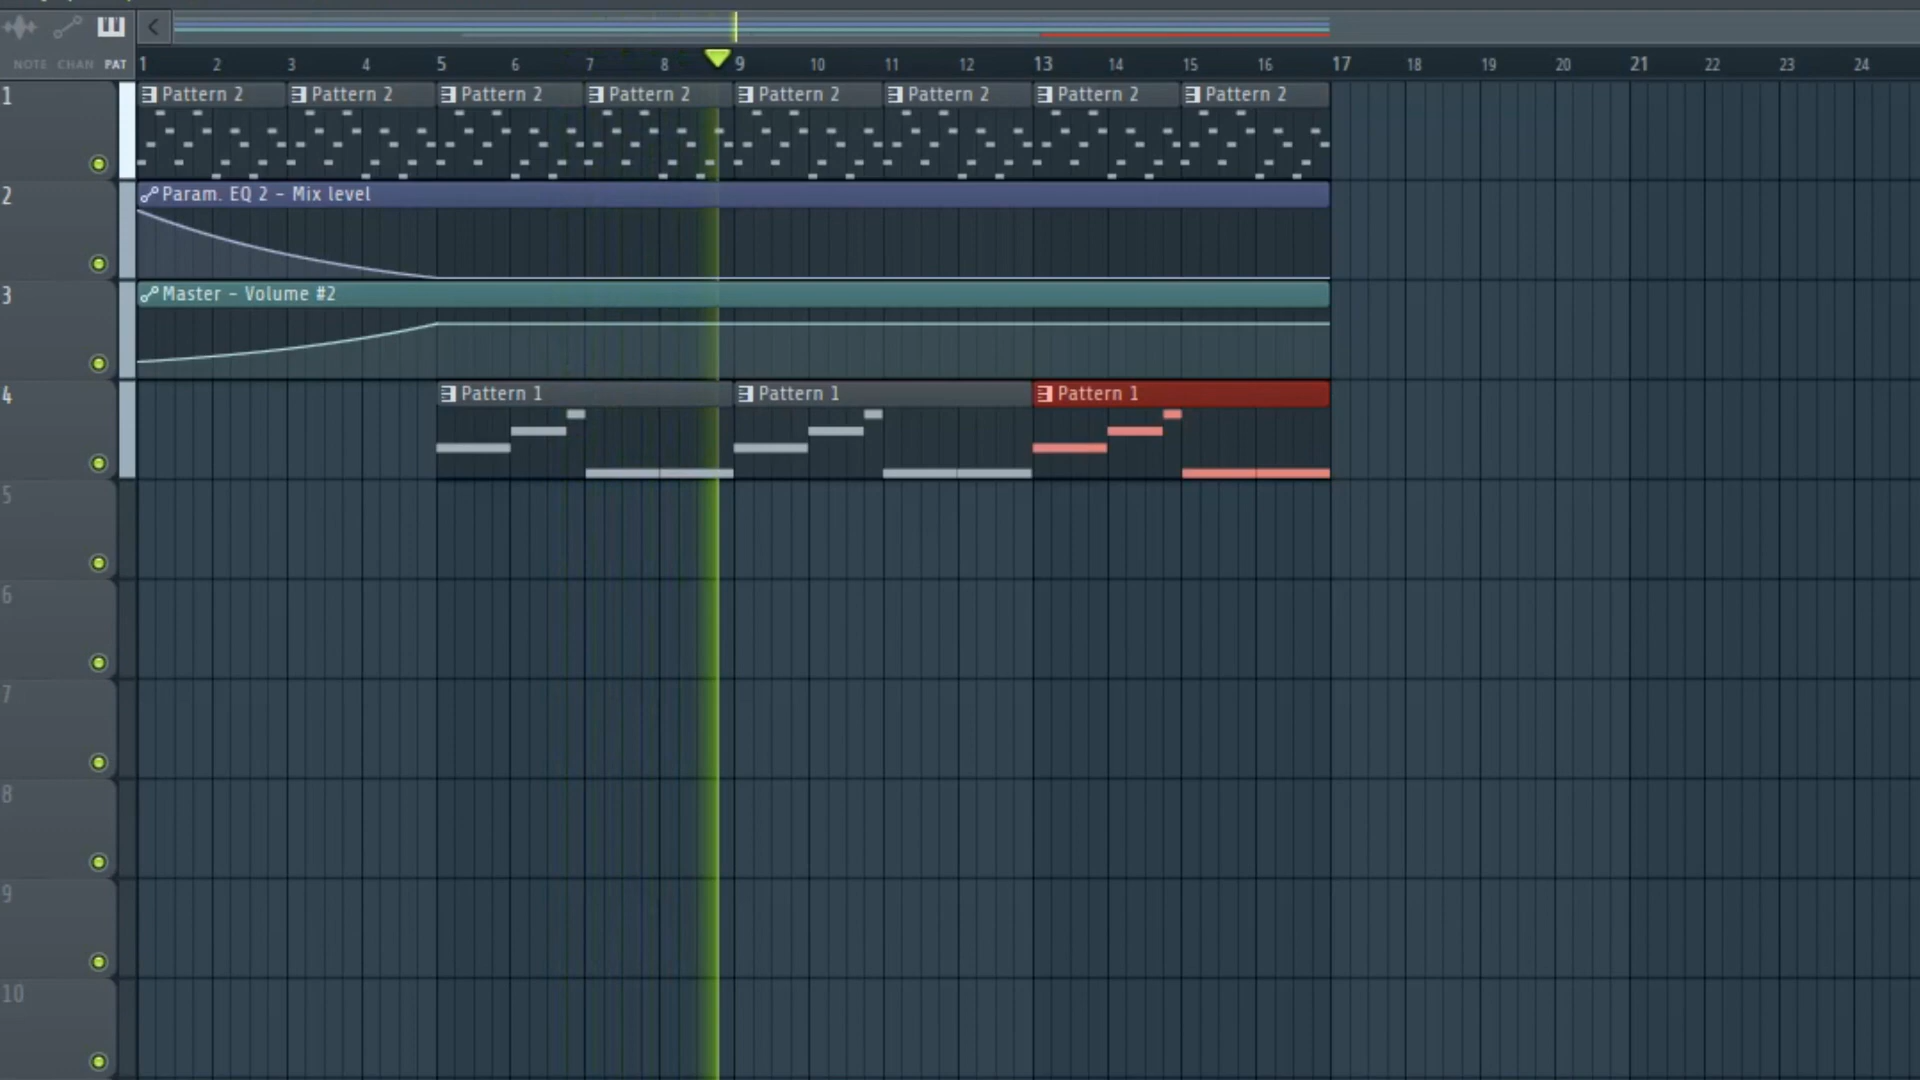 NOTE CHAN PAT
1 2 3 4 5 6 7 8 9 10 11 12 13 14 15 16 17 18 19 20 21 22 23 24
1 Pattern 2 Pattern 2 Pattern 2 Pattern 2 Pattern 2 Pattern 2 Pattern 2 Pattern 2
2 Param. EQ 2 - Mix level
3 Master - Volume #2
4 Pattern 1 Pattern 1 Pattern 1
5
6
7
8
9
10